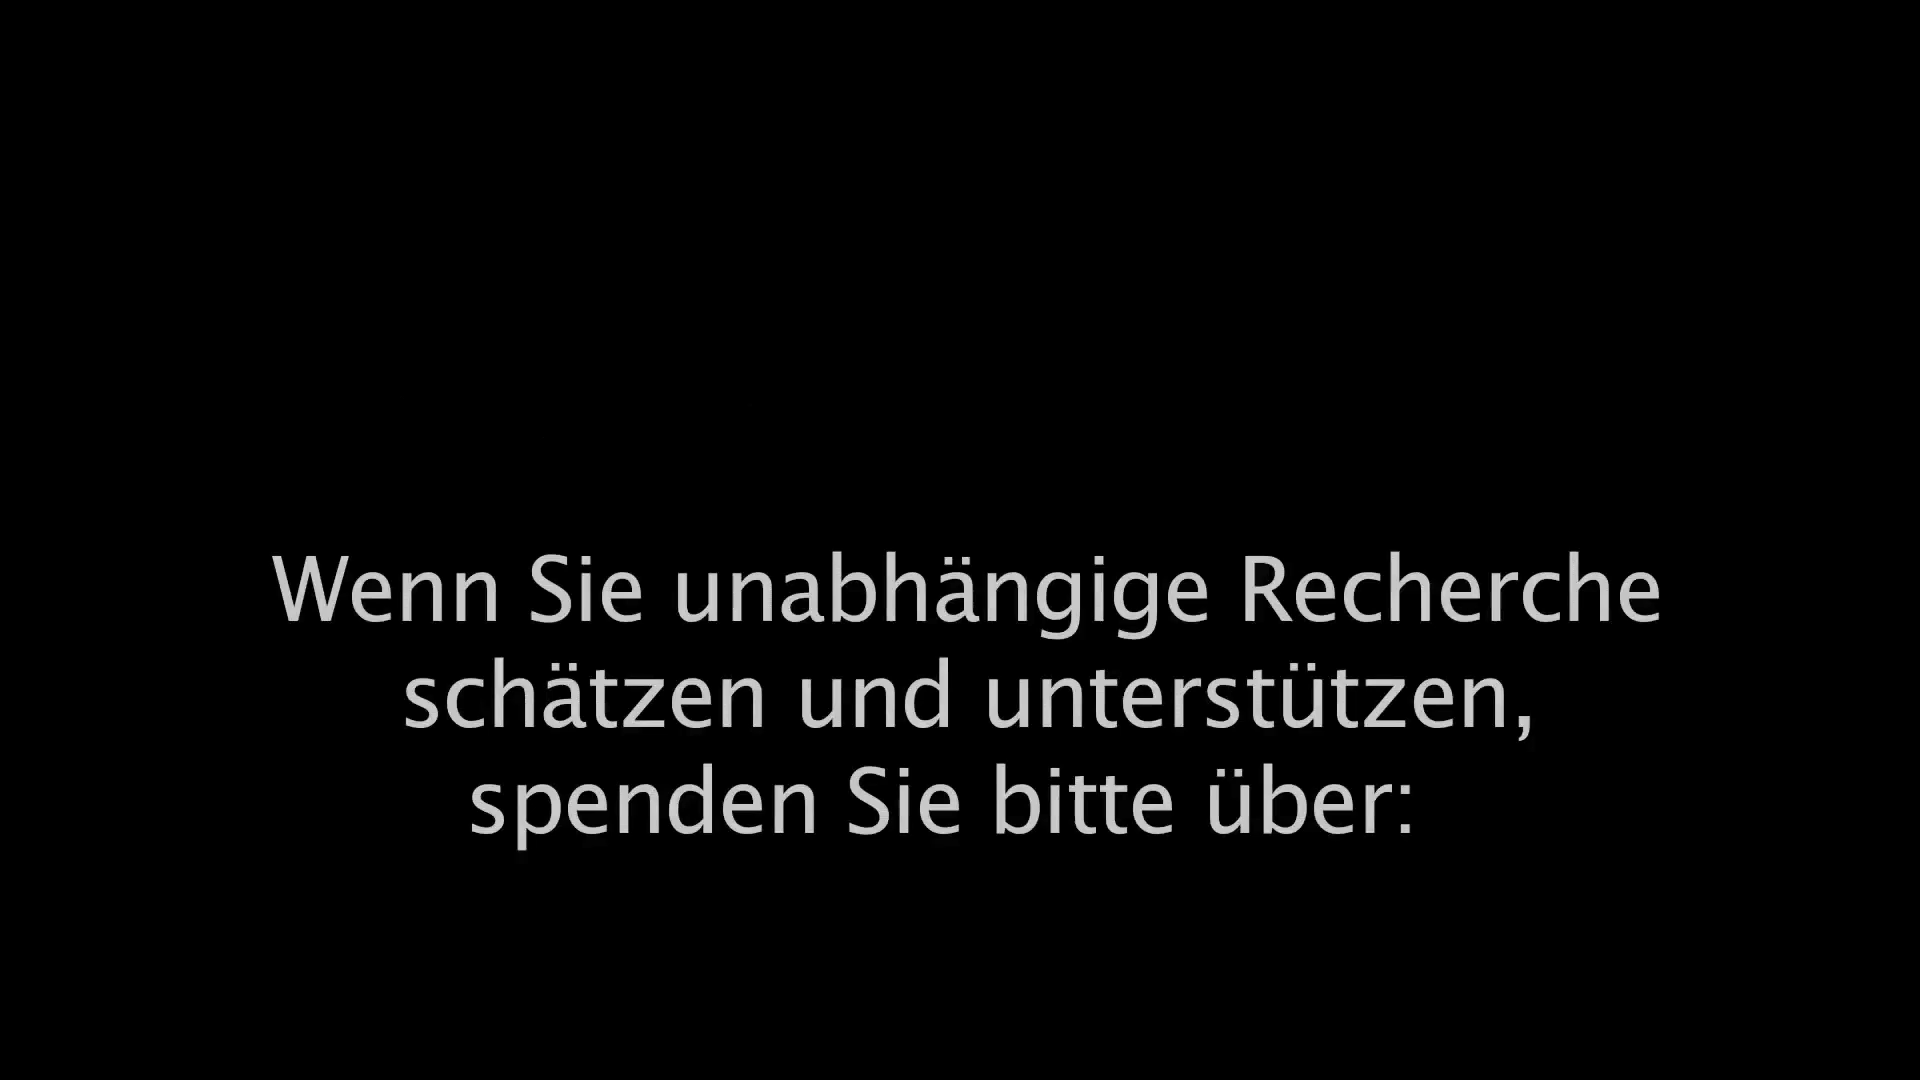 Wenn Sie unabhängige Recherche
schätzen und unterstützen,
spenden Sie bitte über: